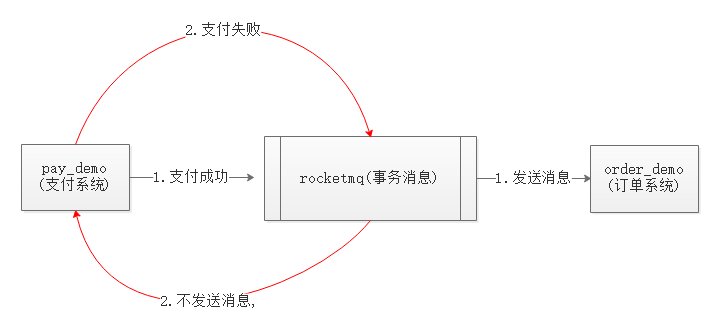 2.支付失败
pay_demo
(支付系统)
1.支付成功
rocketmq(事务消息)
1.发送消息
order_demo
(订单系统)
2.不发送消息,